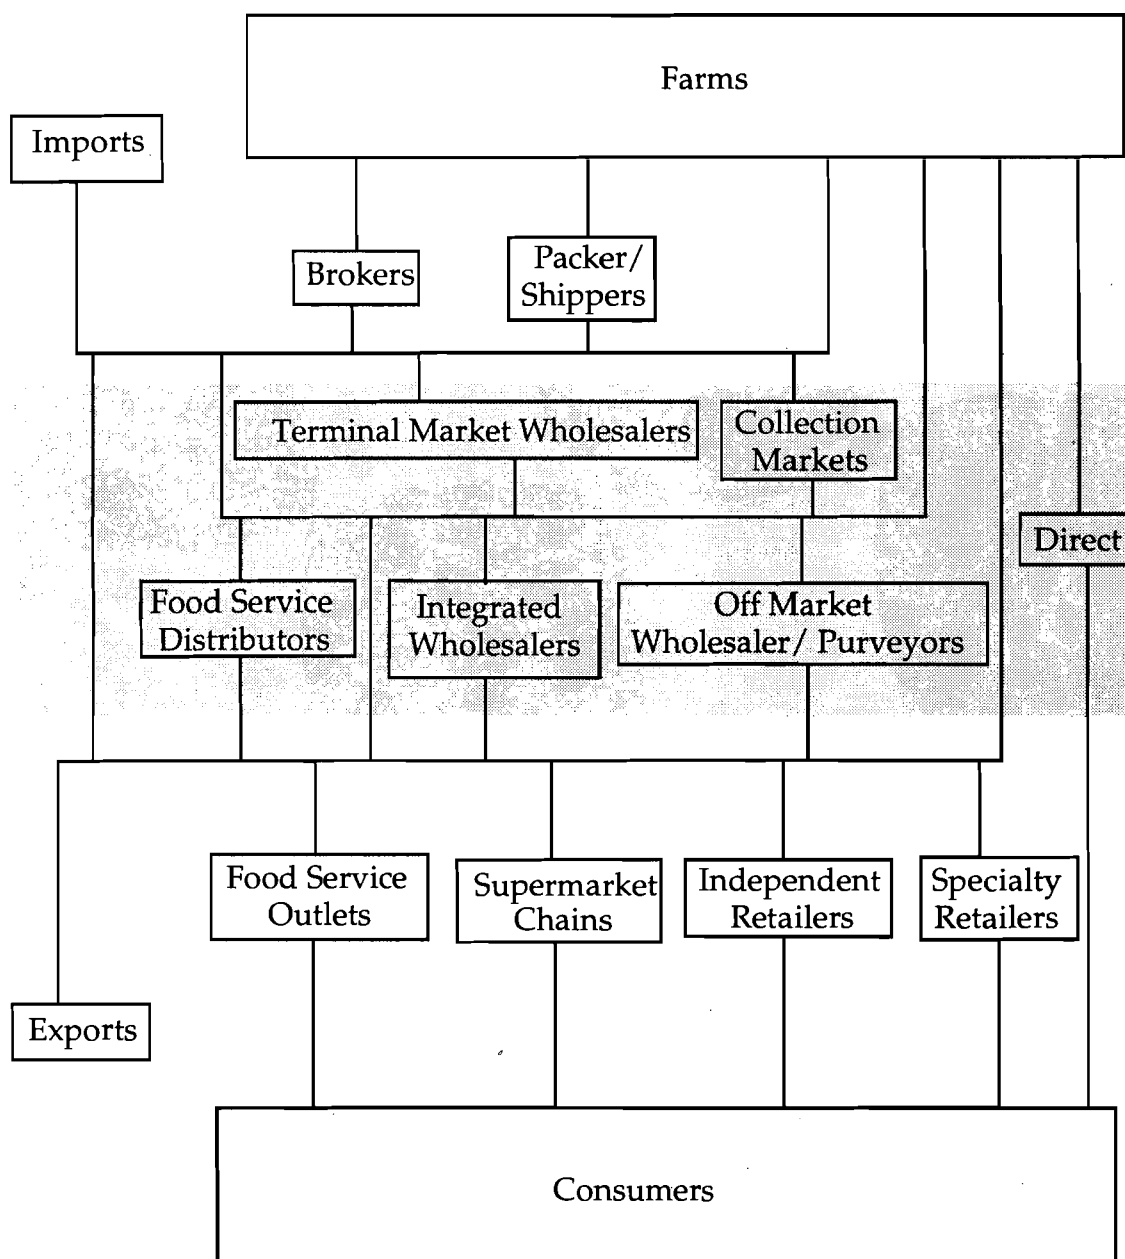 Farms
Imports
Brokers
Packer/
Shippers
Terminal Market Wholesalers
Collection
Markets
Direct
Food Service
Distributors
Integrated
Wholesalers
Off Market
Wholesaler/ Purveyors
Food Service
Outlets
Supermarket
Chains
Independent
Retailers
Specialty
Retailers
Exports
Consumers